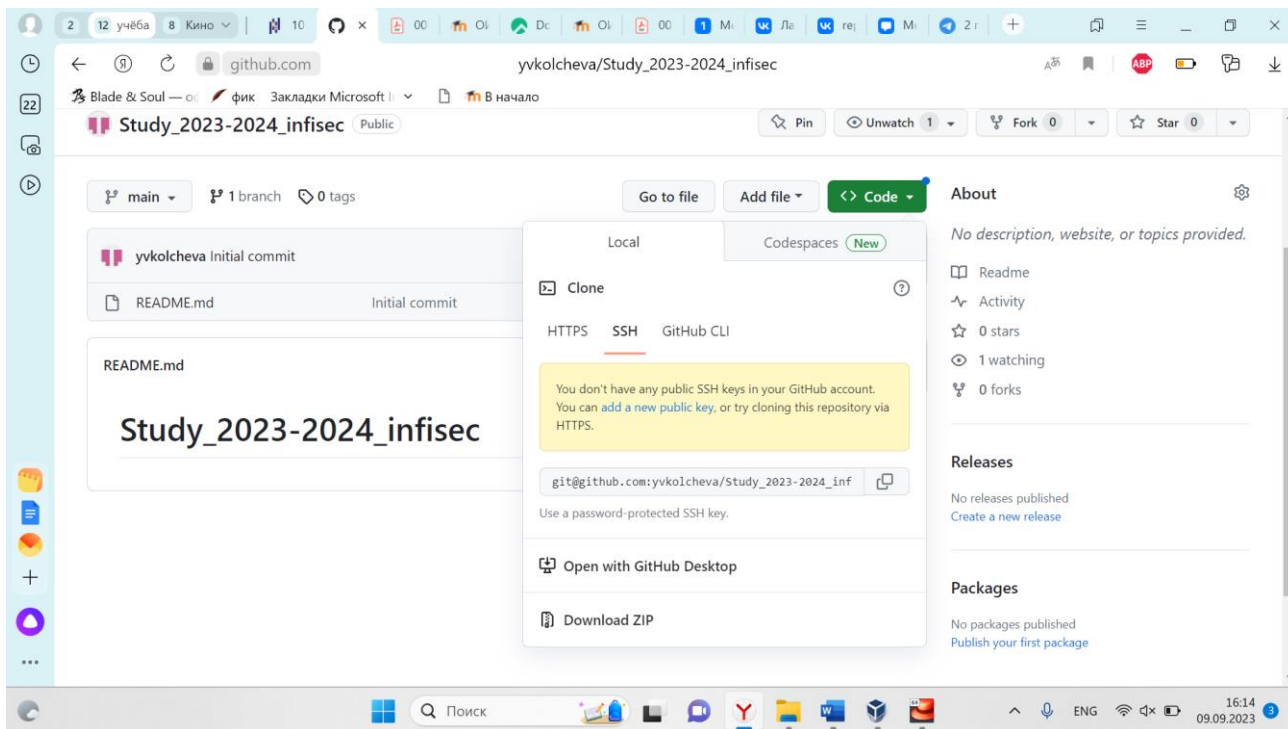 2 12 учёба 8 Кино 10 00 Ol Dc Ol 00 1 М Ла re М 2
github.com yvkolcheva/Study_2023-2024_infisec ABP
22 Blade & Soul — фик Закладки Microsoft В начало
Study_2023-2024_infisec Public Pin Unwatch 1 Fork 0 Star 0
main 1 branch 0 tags Go to file Add file <> Code
yvkolcheva Initial commit
README.md Initial commit
README.md
Study_2023-2024_infisec
Local Codespaces New
Clone
HTTPS SSH GitHub CLI
You don't have any public SSH keys in your GitHub account.
You can add a new public key, or try cloning this repository via
HTTPS.
git@github.com:yvkolcheva/Study_2023-2024_inf
Use a password-protected SSH key.
Open with GitHub Desktop
Download ZIP
About
No description, website, or topics provided.
Readme
Activity
0 stars
1 watching
0 forks
Releases
No releases published
Create a new release
Packages
No packages published
Publish your first package
Поиск ENG 16:14 3
09.09.2023